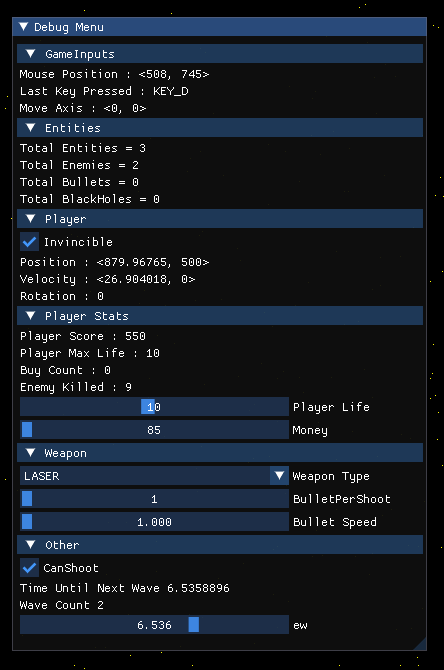 Debug Menu
GameInputs
Mouse Position : <508, 745>
Last Key Pressed : KEY_D
Move Axis : <0, 0>
Entities
Total Entities = 3
Total Enemies = 2
Total Bullets = 0
Total BlackHoles = 0
Player
Invincible
Position : <879.96765, 500>
Velocity : <26.904018, 0>
Rotation : 0
Player Stats
Player Score : 550
Player Max Life : 10
Buy Count : 0
Enemy Killed : 9
10 Player Life
85 Money
Weapon
LASER Weapon Type
1 BulletPerShoot
1.000 Bullet Speed
Other
CanShoot
Time Until Next Wave 6.5358896
Wave Count 2
6.536 ew